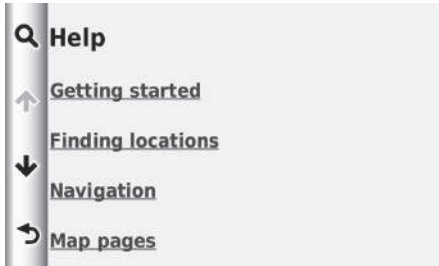 Help
Getting started
Finding locations
Navigation
Map pages